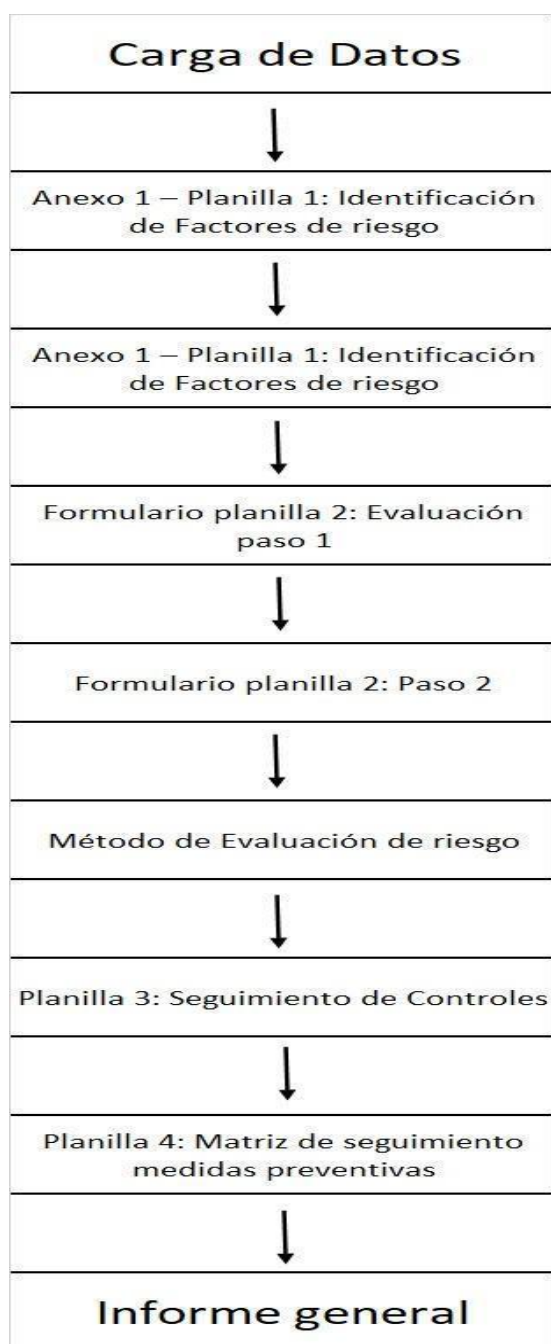 Carga de Datos
Anexo 1 – Planilla 1: Identificación
de Factores de riesgo
Anexo 1 – Planilla 1: Identificación
de Factores de riesgo
Formulario planilla 2: Evaluación
paso 1
Formulario planilla 2: Paso 2
Método de Evaluación de riesgo
Planilla 3: Seguimiento de Controles
Planilla 4: Matriz de seguimiento
medidas preventivas
Informe general